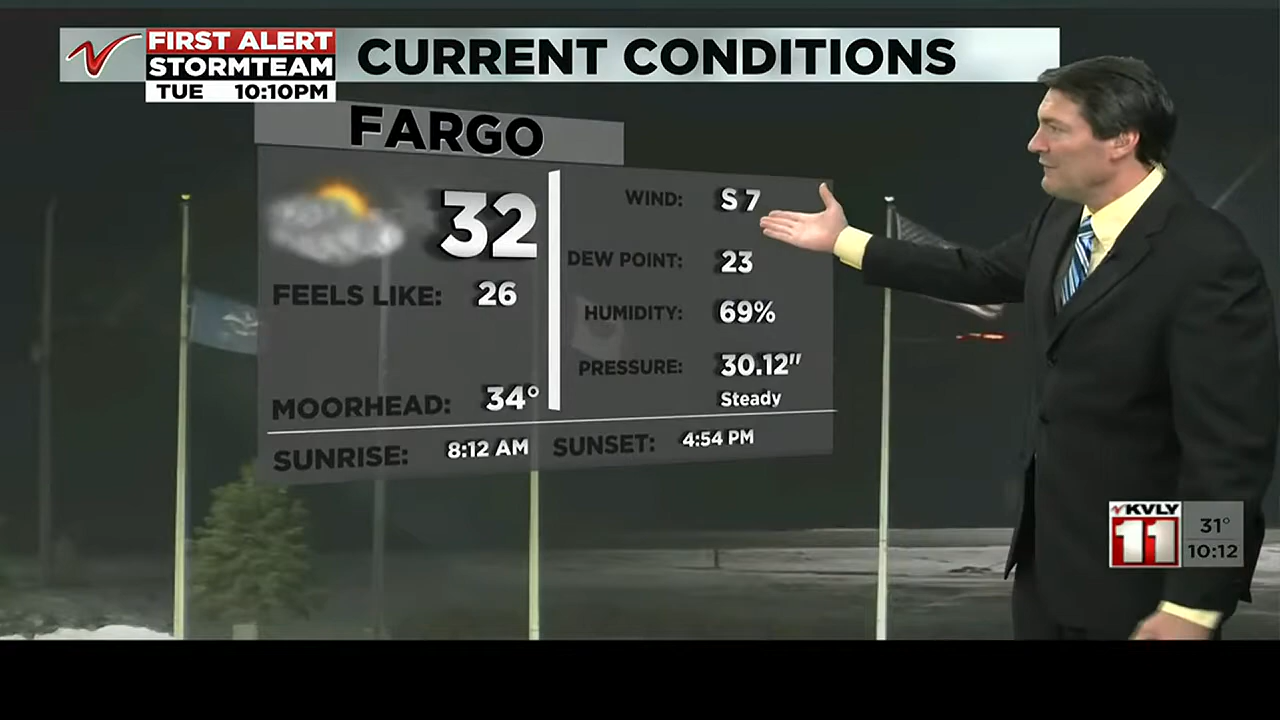 FIRST ALERT
STORMTEAM
TUE 10:10PM
CURRENT CONDITIONS
FARGO
32
FEELS LIKE: 26
MOORHEAD: 34°
WIND: S 7
DEW POINT: 23
HUMIDITY: 69%
PRESSURE: 30.12"
Steady
SUNRISE: 8:12 AM SUNSET: 4:54 PM
KVLY
11
31°
10:12